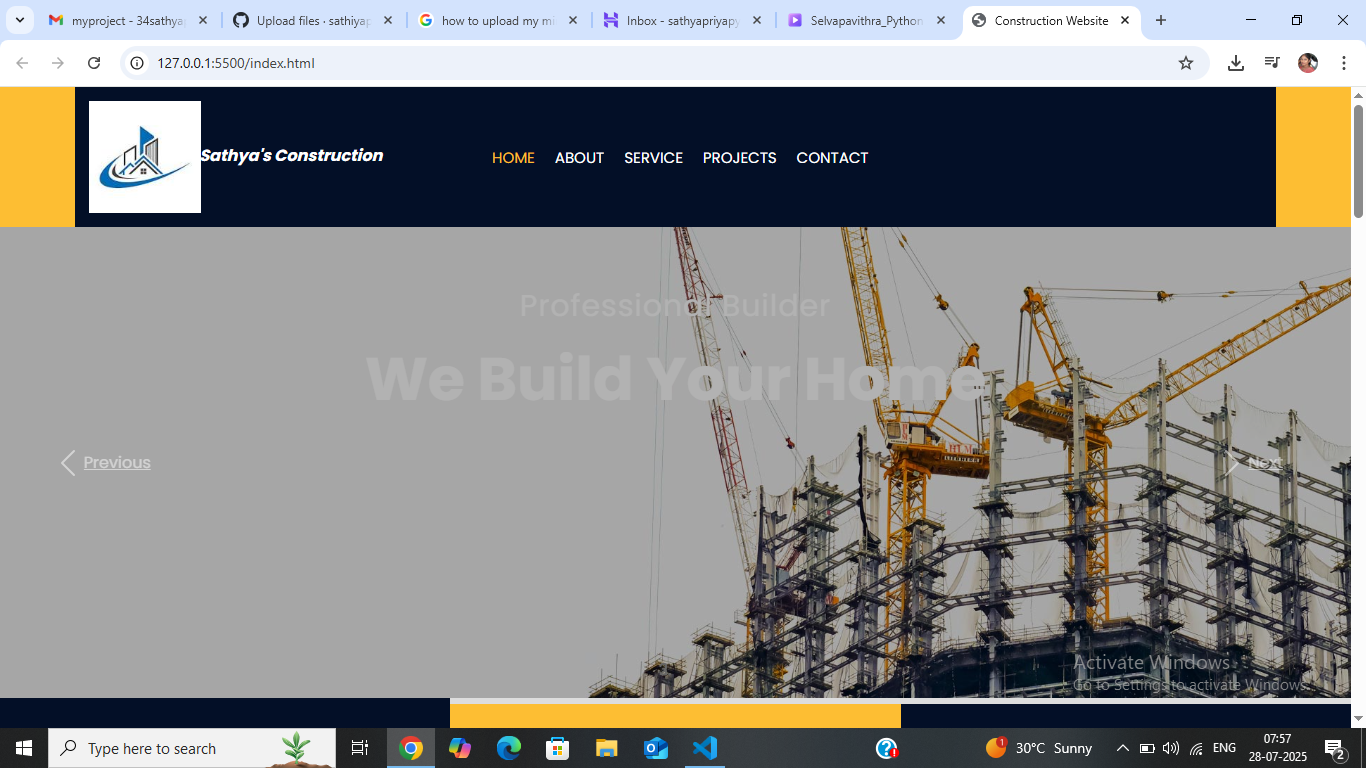 myproject - 34sathya
Upload files · sathiyap
how to upload my mi
Inbox - sathyapriyapy
Selvapavithra_Python
Construction Website
127.0.0.1:5500/index.html
Sathya's Construction
HOME ABOUT SERVICE PROJECTS CONTACT
Professional Builder
We Build Your Home
Previous
Next
Activate Windows
Go to Settings to activate Windows.
Type here to search
1
30°C Sunny
ENG
07:57
28-07-2025
2